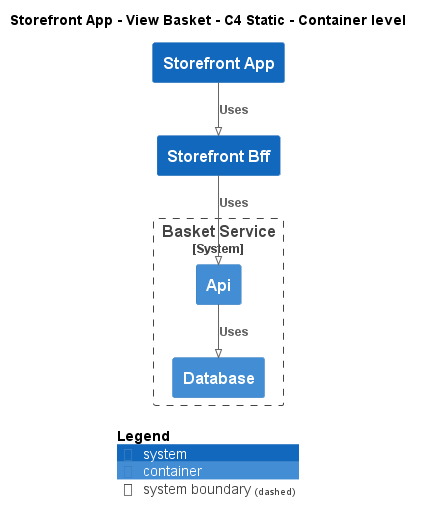 Storefront App - View Basket - C4 Static - Container level
Storefront App
Uses
Storefront Bff
Uses
Basket Service
[System]
Api
Uses
Database
Legend
system
container
system boundary (dashed)